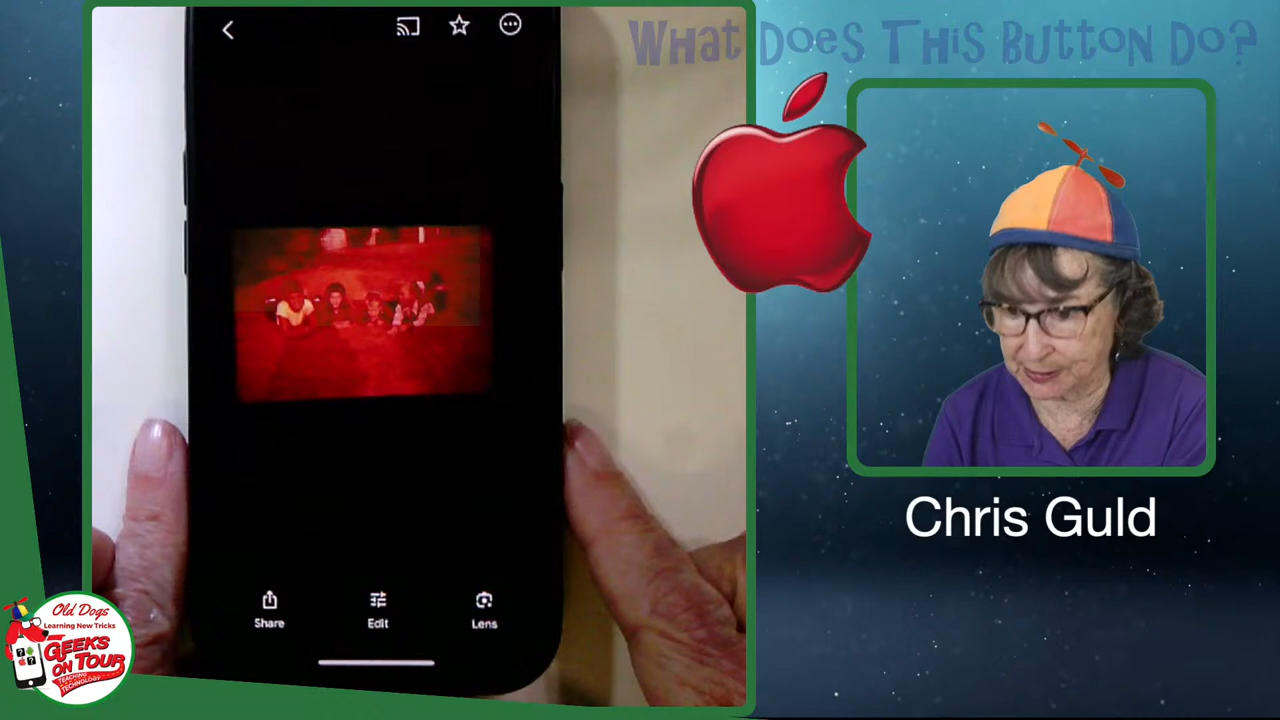 What Does This Button Do?
Chris Guld
Share
Edit
Lens
Old Dogs
Learning New Tricks
GEEKS
ON TOUR
TEACHING
TECHNOLOGY